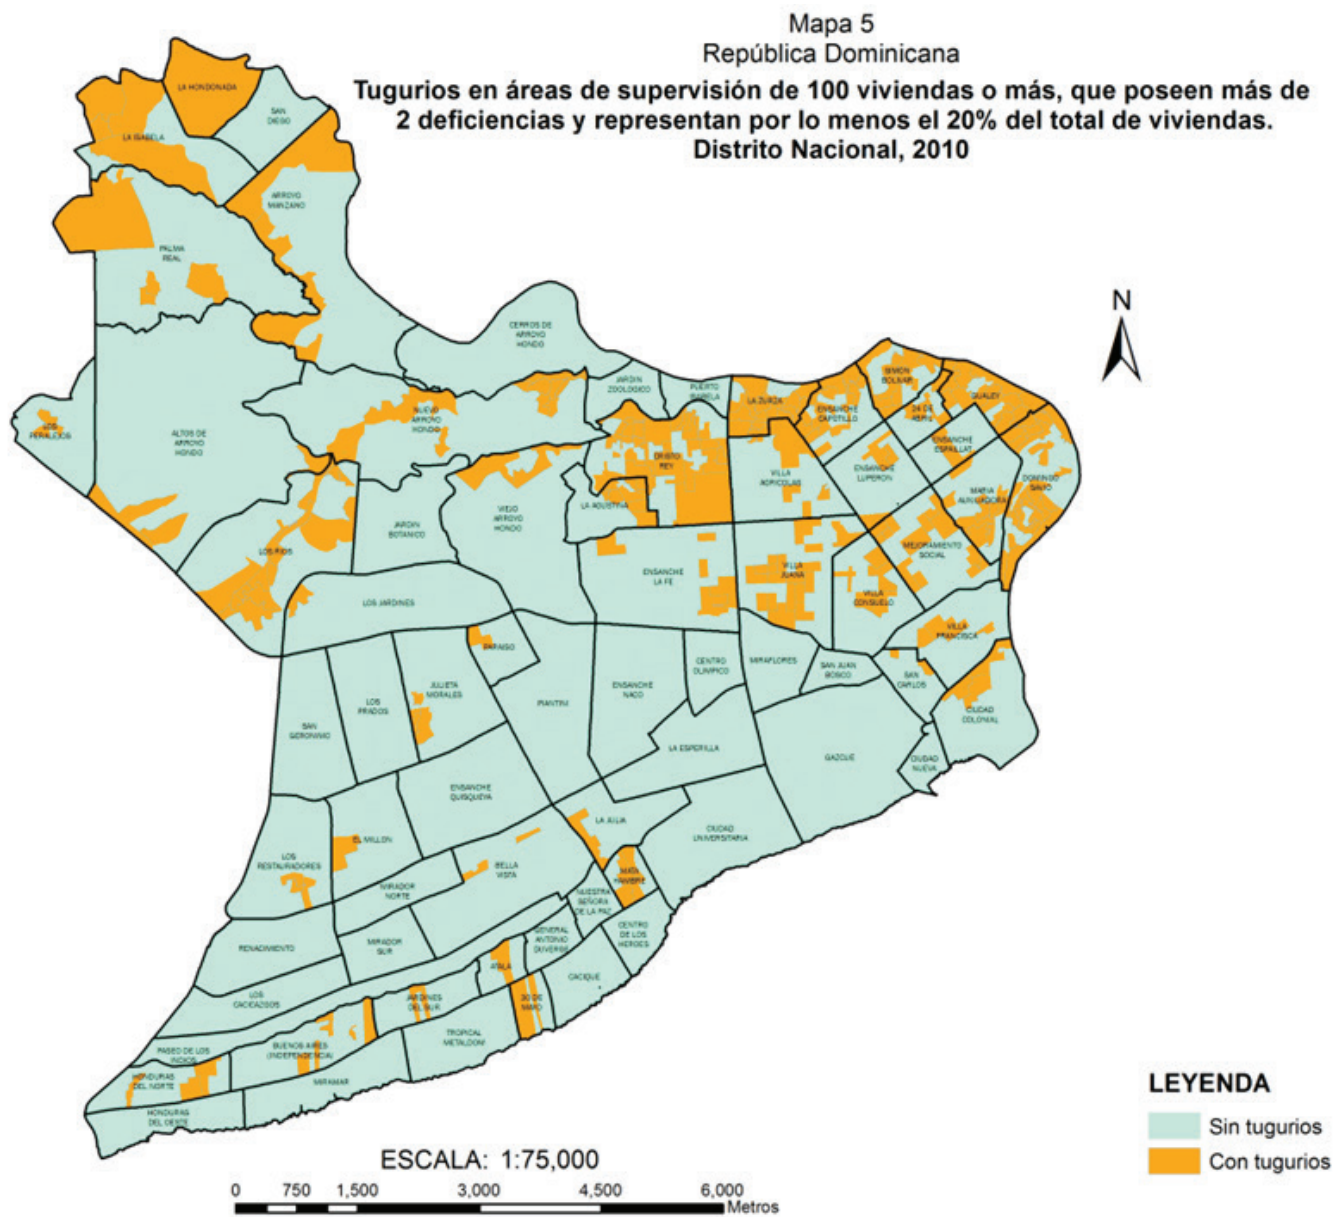 Mapa 5
República Dominicana
Tugurios en áreas de supervisión de 100 viviendas o más, que poseen más de
2 deficiencias y representan por lo menos el 20% del total de viviendas.
Distrito Nacional, 2010
LA HONDONADA
SAN
DIEGO
LA ISABELA
ARROYO
MANZANO
PALMA
REAL
CERROS DE
ARROYO
HONDO
JARDIN
ZOOLOGICO
PUERTO
ISABELA
LA ZURZA
ENSANCHE
CAPOTILLO
SIMON
BOLIVAR
24 DE
ABRIL
GUALEY
LOS
PERALEJOS
ALTOS DE
ARROYO
HONDO
NUEVO
ARROYO
HONDO
CRISTO
REY
VILLA
AGRICOLAS
ENSANCHE
LUPERON
ENSANCHE
ESPAILLAT
MARIA
AUXILIADORA
DOMINGO
SAVIO
LA AGUSTINA
VIEJO
ARROYO
HONDO
JARDIN
BOTANICO
LOS RIOS
ENSANCHE
LA FE
VILLA
JUANA
MEJORAMIENTO
SOCIAL
VILLA
CONSUELO
LOS JARDINES
VILLA
FRANCISCA
PARAISO
JULIETA
MORALES
LOS
PRADOS
SAN
GERONIMO
PIANTINI
ENSANCHE
NACO
CENTRO
OLIMPICO
MIRAFLORES
SAN JUAN
BOSCO
SAN
CARLOS
CIUDAD
COLONIAL
LA ESPERILLA
GAZCUE
CIUDAD
NUEVA
ENSANCHE
QUISQUEYA
LA JULIA
CIUDAD
UNIVERSITARIA
EL MILLON
LOS
RESTAURADORES
BELLA
VISTA
MATA
HAMBRE
MIRADOR
NORTE
NUESTRA
SEÑORA
DE LA PAZ
CENTRO
DE LOS
HEROES
GENERAL
ANTONIO
DUVERGE
MIRADOR
SUR
RENACIMIENTO
ATALA
CACIQUE
LOS
CACICAZGOS
JARDINES
DEL SUR
30 DE
MAYO
TROPICAL
METALDOM
PASEO DE LOS
INDIOS
BUENOS AIRES
(INDEPENDENCIA)
HONDURAS
DEL NORTE
MIRAMAR
HONDURAS
DEL OESTE
N
LEYENDA
Sin tugurios
Con tugurios
ESCALA: 1:75,000
0 750 1,500 3,000 4,500 6,000
Metros